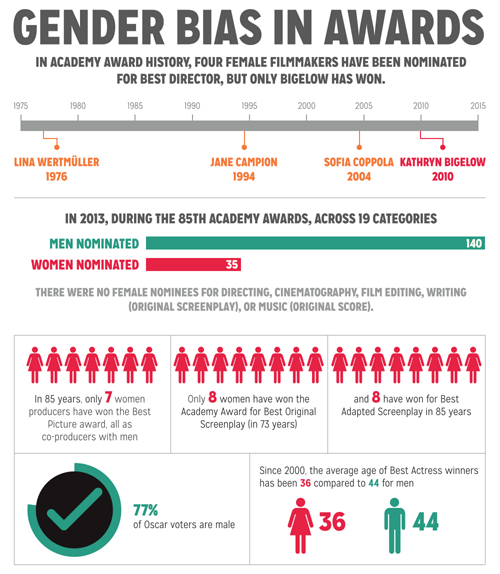 GENDER BIAS IN AWARDS
IN ACADEMY AWARD HISTORY, FOUR FEMALE FILMMAKERS HAVE BEEN NOMINATED
FOR BEST DIRECTOR, BUT ONLY BIGELOW HAS WON.
1975 1980 1985 1990 1995 2000 2005 2010 2015
LINA WERTMÜLLER JANE CAMPION SOFIA COPPOLA KATHRYN BIGELOW
1976 1994 2004 2010
IN 2013, DURING THE 85TH ACADEMY AWARDS, ACROSS 19 CATEGORIES
MEN NOMINATED 140
WOMEN NOMINATED 35
THERE WERE NO FEMALE NOMINEES FOR DIRECTING, CINEMATOGRAPHY, FILM EDITING, WRITING
(ORIGINAL SCREENPLAY), OR MUSIC (ORIGINAL SCORE).
In 85 years, only 7 women
producers have won the Best
Picture award, all as
co-producers with men
Only 8 women have won the
Academy Award for Best Original
Screenplay (in 73 years)
and 8 have won for Best
Adapted Screenplay in 85 years
77%
of Oscar voters are male
Since 2000, the average age of Best Actress winners
has been 36 compared to 44 for men
36 44